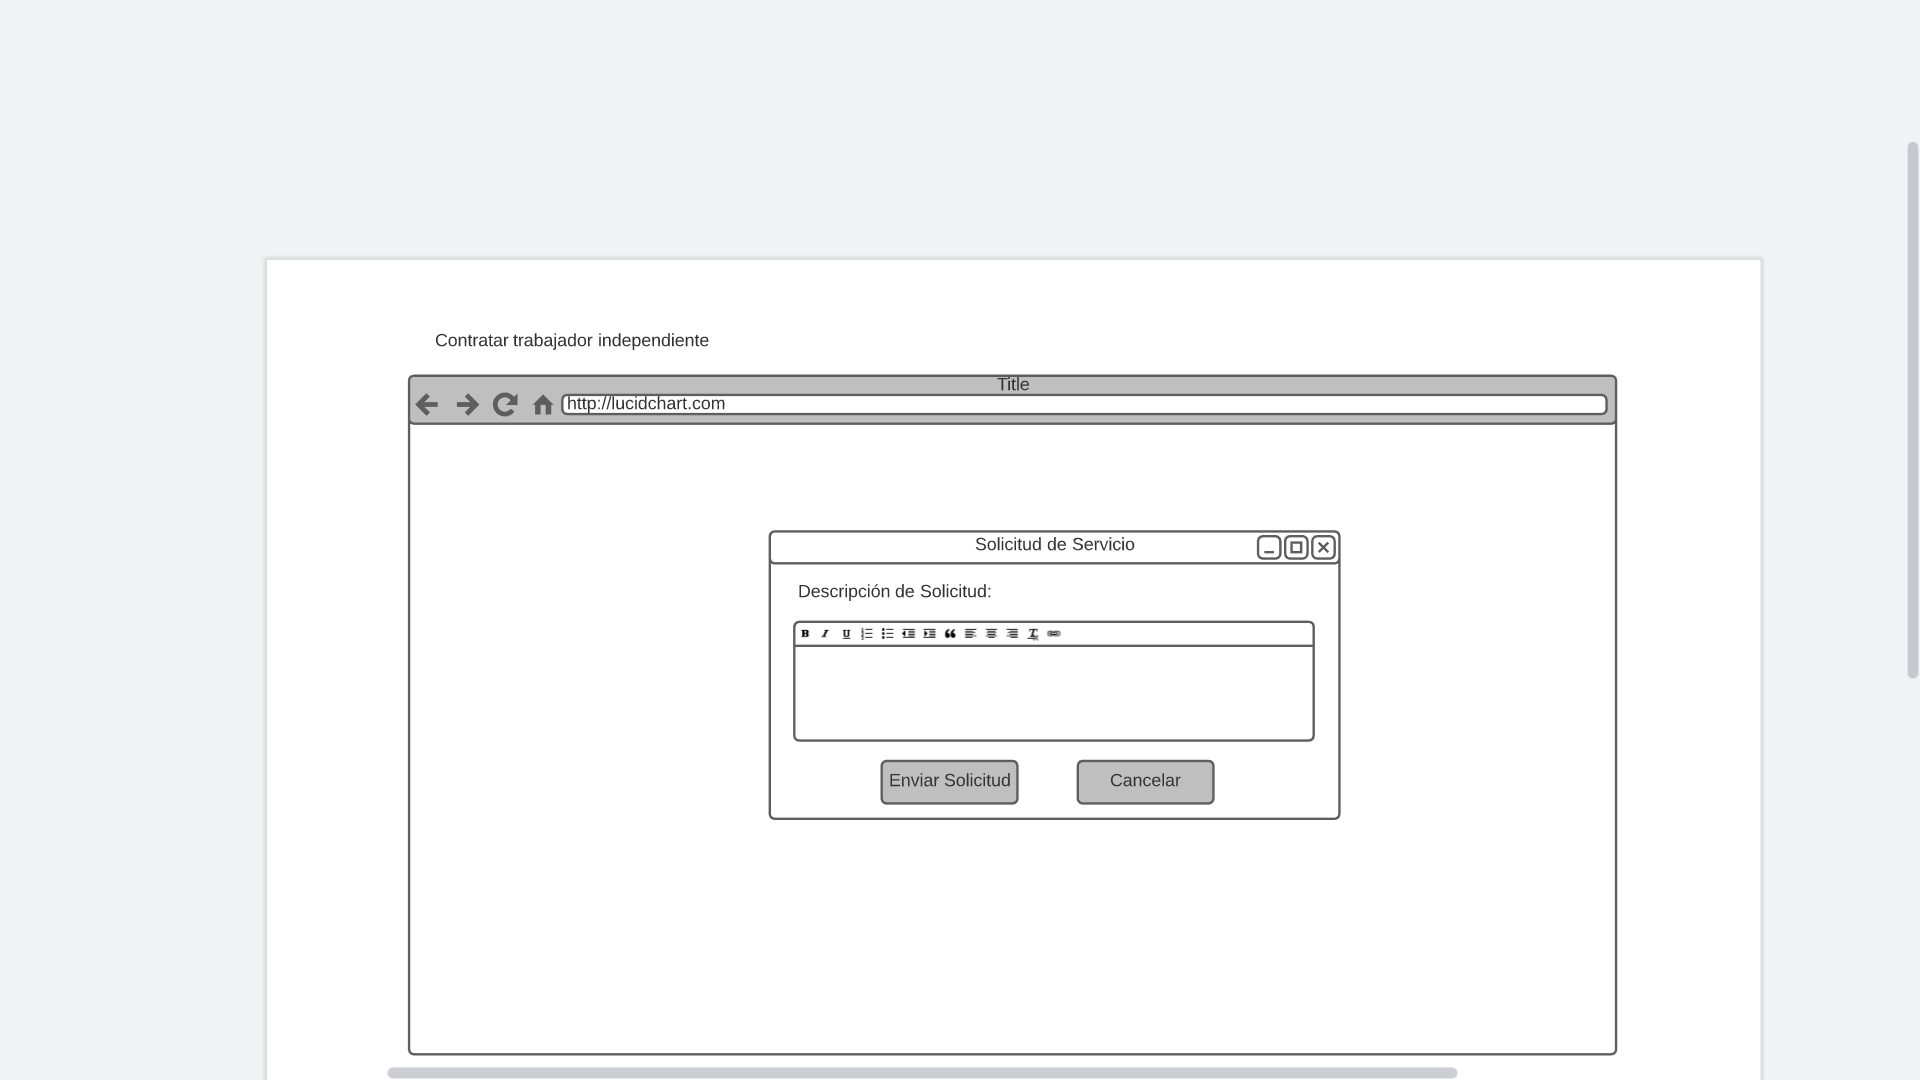 Contratar trabajador independiente
Title
http://lucidchart.com
Solicitud de Servicio
Descripción de Solicitud:
B I U
Enviar Solicitud
Cancelar